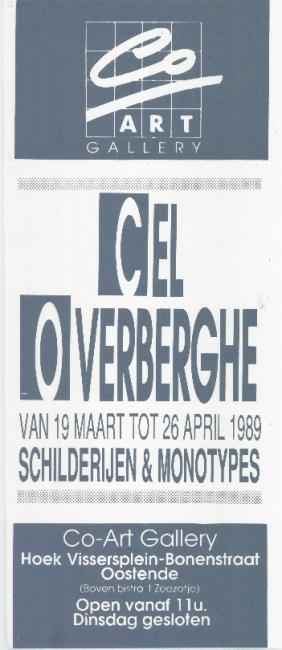 Co
ART
GALLERY
CEL
OVERBERGHE
VAN 19 MAART TOT 26 APRIL 1989
SCHILDERIJEN & MONOTYPES
Co-Art Gallery
Hoek Vissersplein-Bonenstraat
Oostende
(Boven bistro 't Zeezotje)
Open vanaf 11u.
Dinsdag gesloten